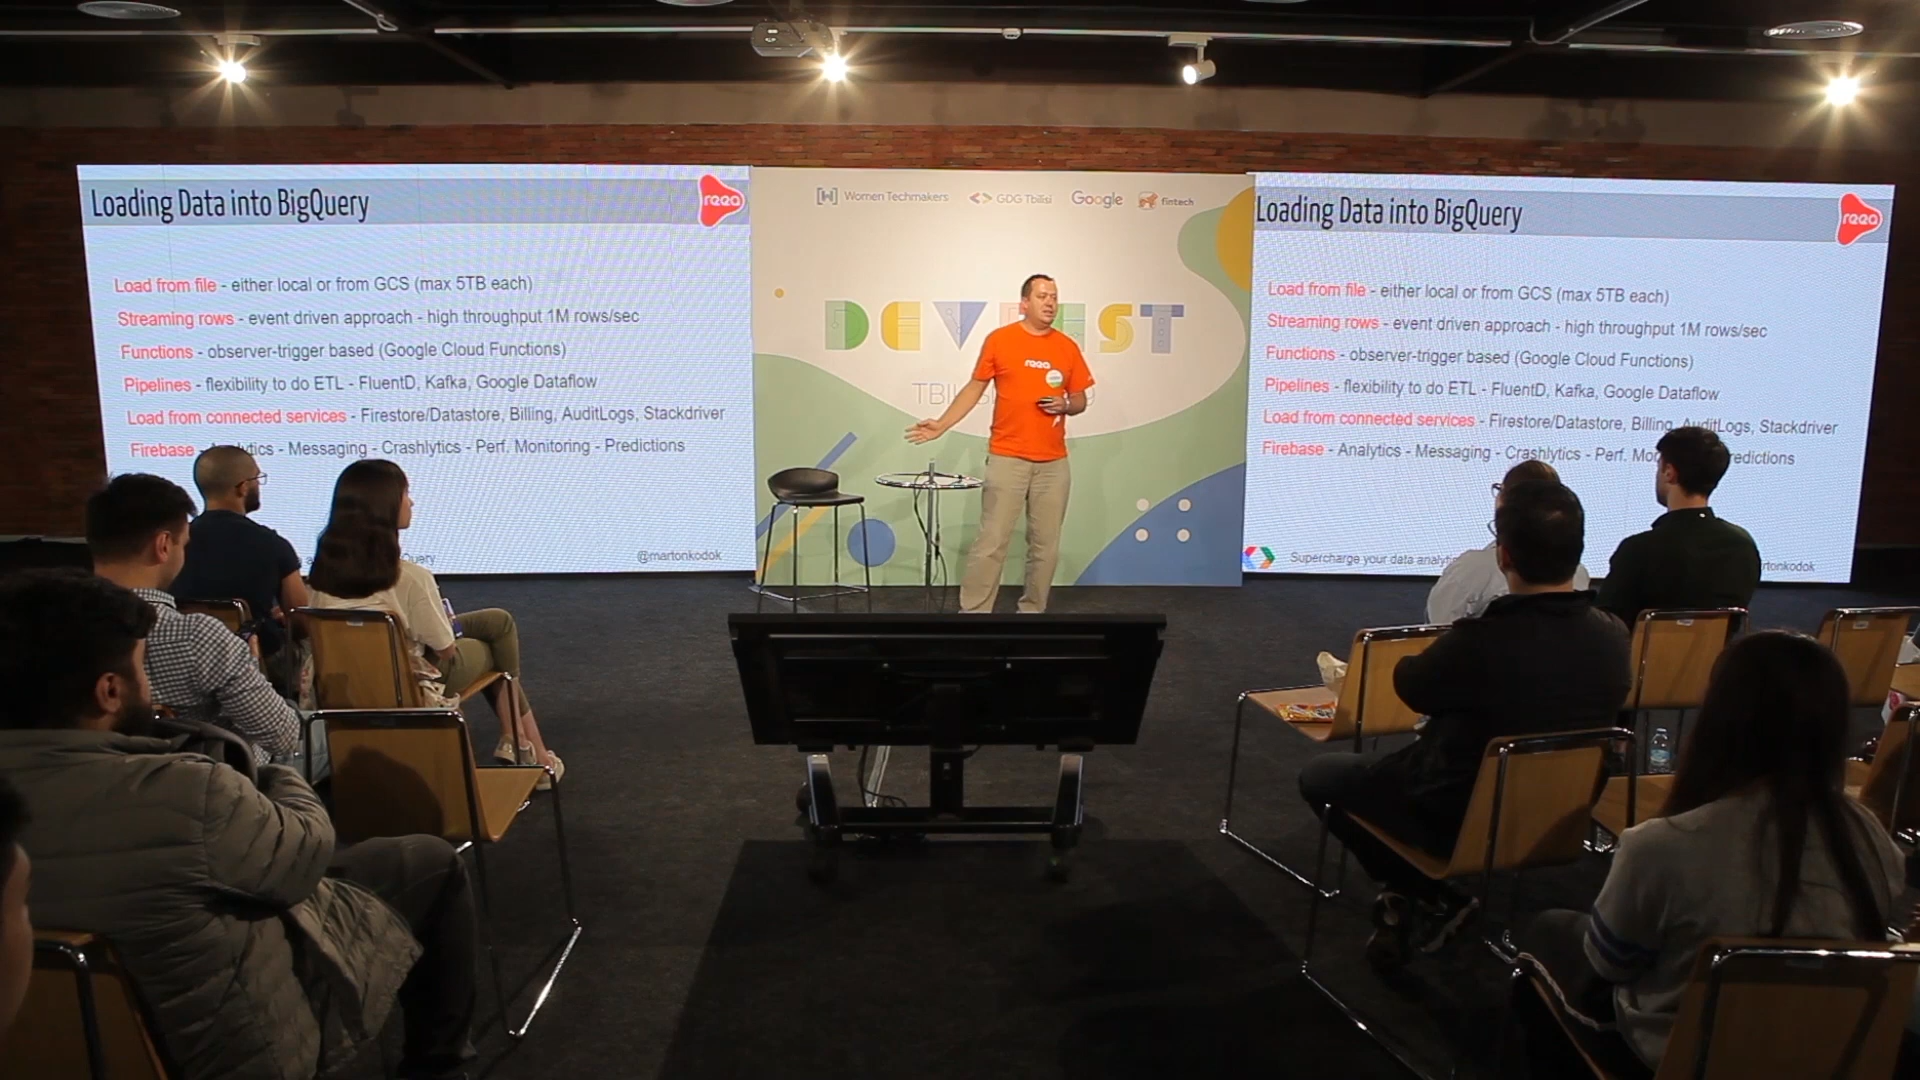 Loading Data into BigQuery
reea
Load from file - either local or from GCS (max 5TB each)
Streaming rows - event driven approach - high throughput 1M rows/sec
Functions - observer-trigger based (Google Cloud Functions)
Pipelines - flexibility to do ETL - FluentD, Kafka, Google Dataflow
Load from connected services - Firestore/Datastore, Billing, AuditLogs, Stackdriver
Firebase - Messaging - Crashlytics - Perf. Monitoring - Predictions
@martonkodok
Women Techmakers
GDG Tbilisi
Google
fintech
DEVFEST
reea
Loading Data into BigQuery
reea
Load from file - either local or from GCS (max 5TB each)
Streaming rows - event driven approach - high throughput 1M rows/sec
Functions - observer-trigger based (Google Cloud Functions)
Pipelines - flexibility to do ETL - FluentD, Kafka, Google Dataflow
Load from connected services - Firestore/Datastore, Billing, AuditLogs, Stackdriver
Firebase - Analytics - Messaging - Crashlytics - Perf.
Supercharge your data